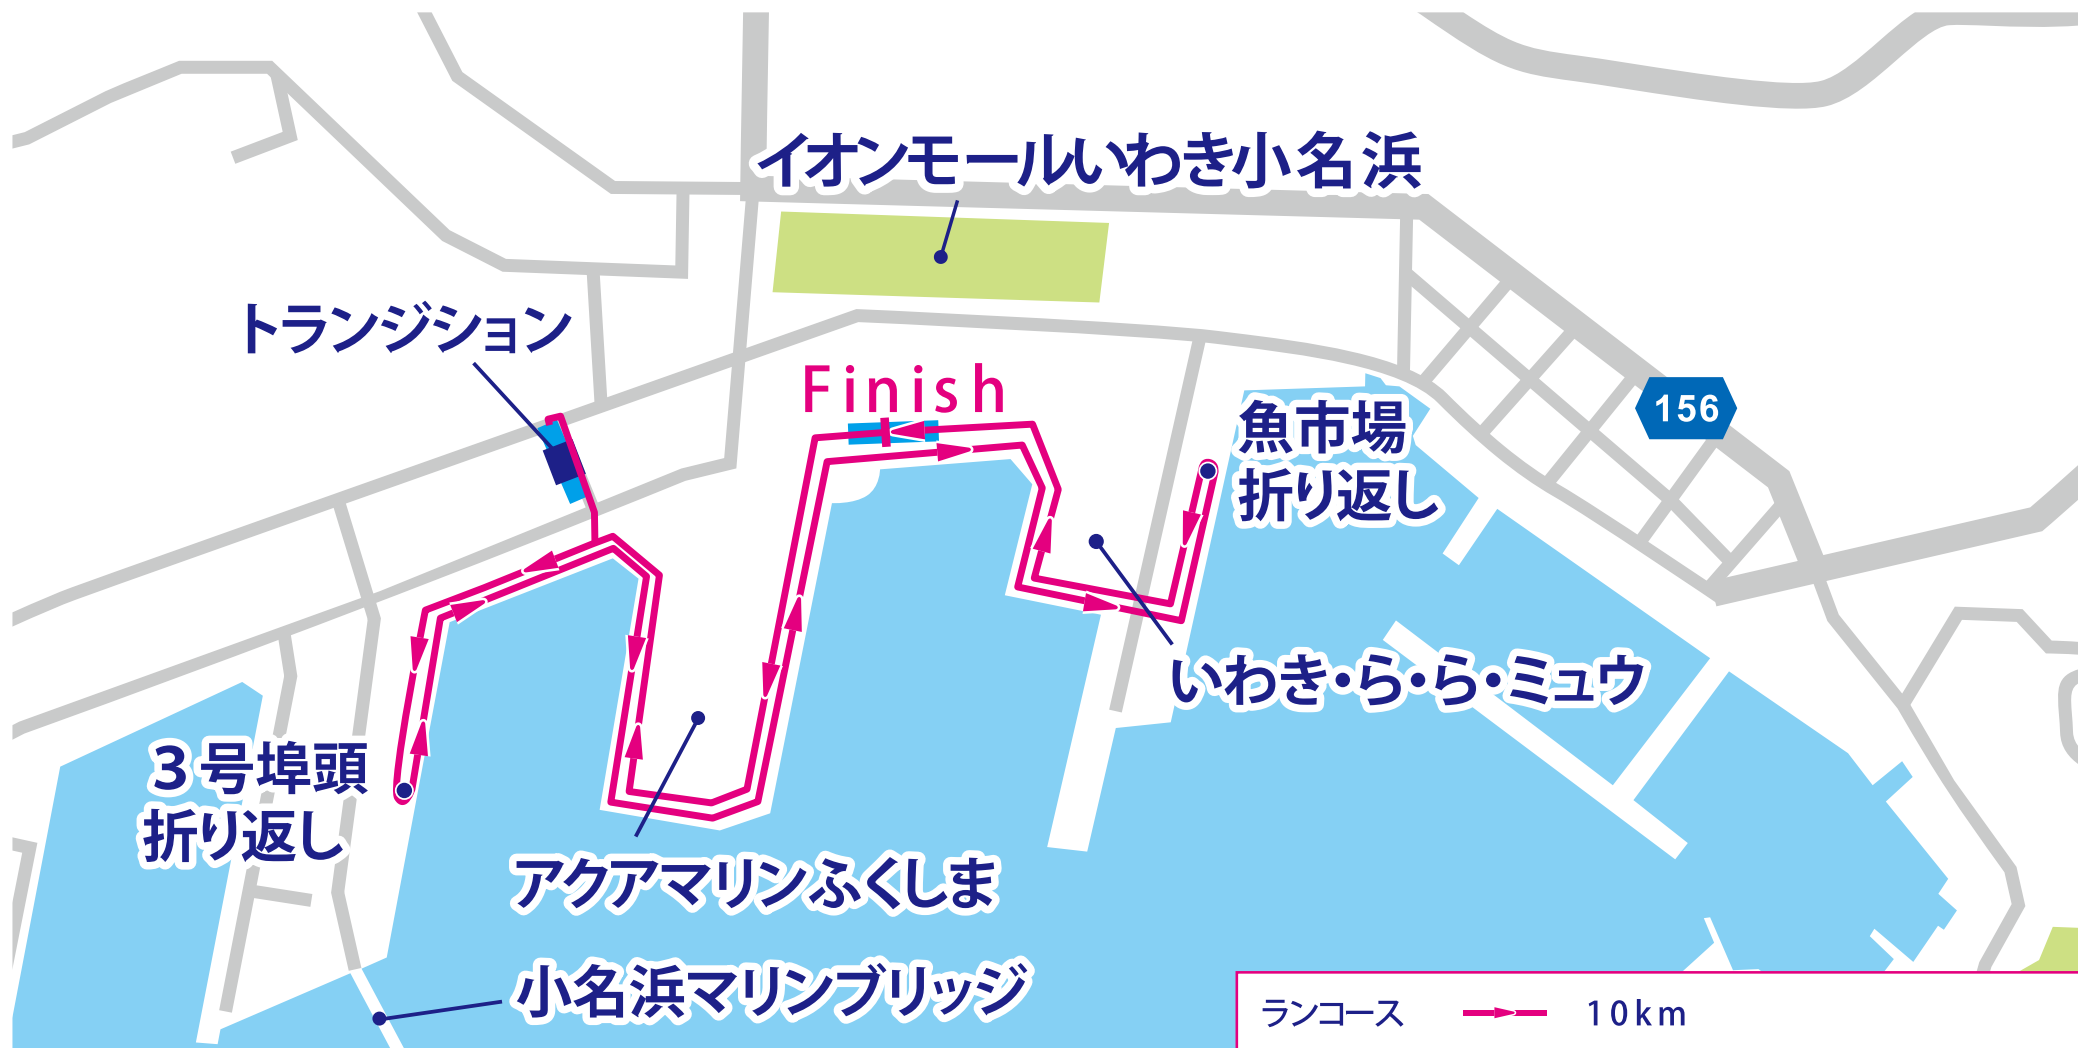 イオンモールいわき小名浜
トランジション
Finish
魚市場
折り返し
156
いわき・ら・ら・ミュウ
３号埠頭
折り返し
アクアマリンふくしま
小名浜マリンブリッジ
ランコース 10km